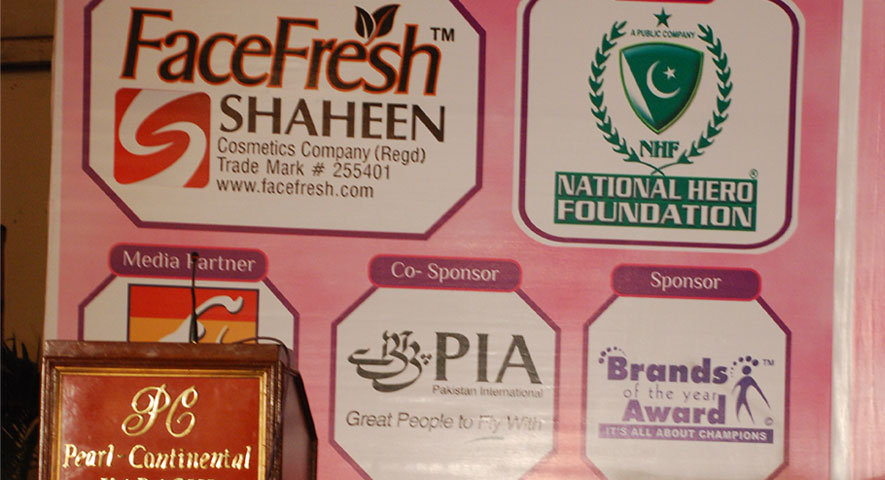 FaceFresh™
SHAHEEN
Cosmetics Company (Regd)
Trade Mark # 255401
www.facefresh.com
A PUBLIC COMPANY
NHF
NATIONAL HERO®
FOUNDATION
Media Partner
Co- Sponsor
PIA
Pakistan International
Great People to Fly With
Sponsor
Brands™
of the year
Award
IT'S ALL ABOUT CHAMPIONS
PC
Pearl-Continental